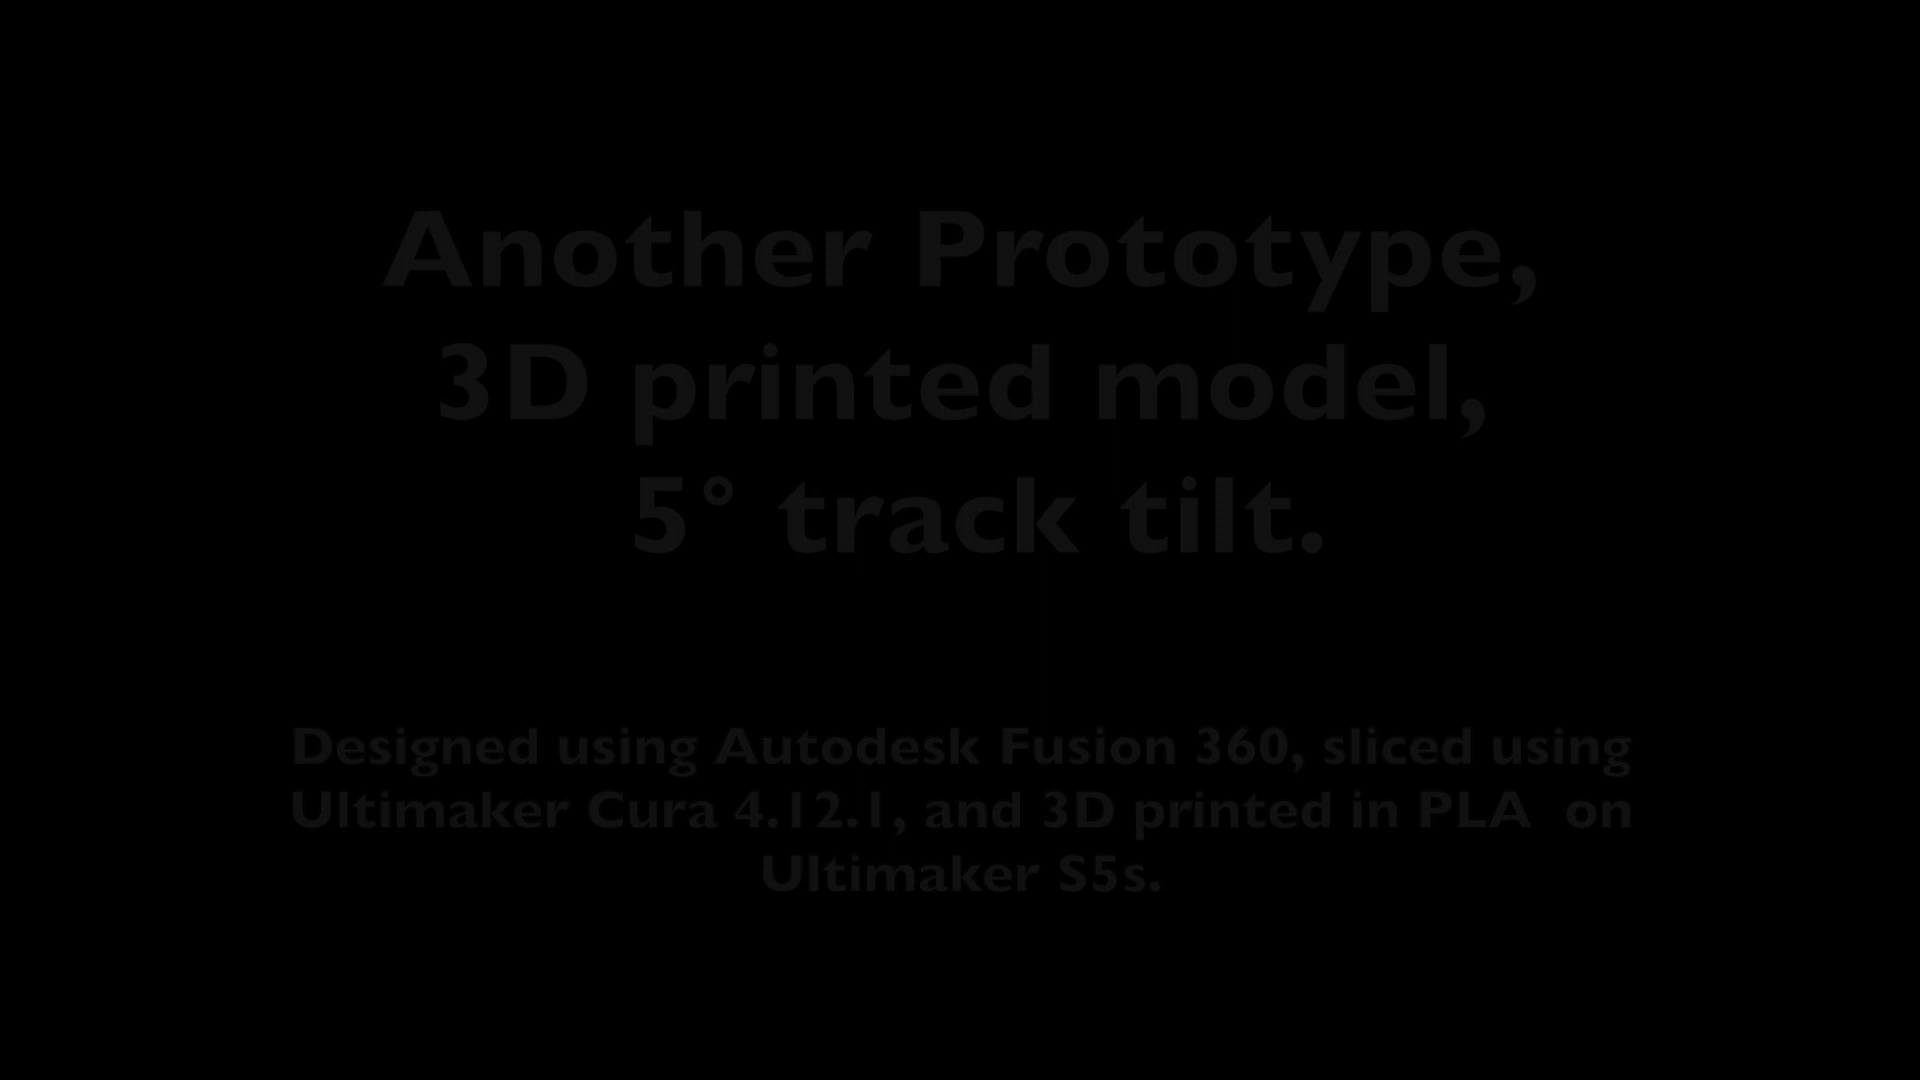 Another Prototype,
3D printed model,
5° track tilt.
Designed using Autodesk Fusion 360, sliced using
Ultimaker Cura 4.12.1, and 3D printed in PLA  on
Ultimaker S5s.